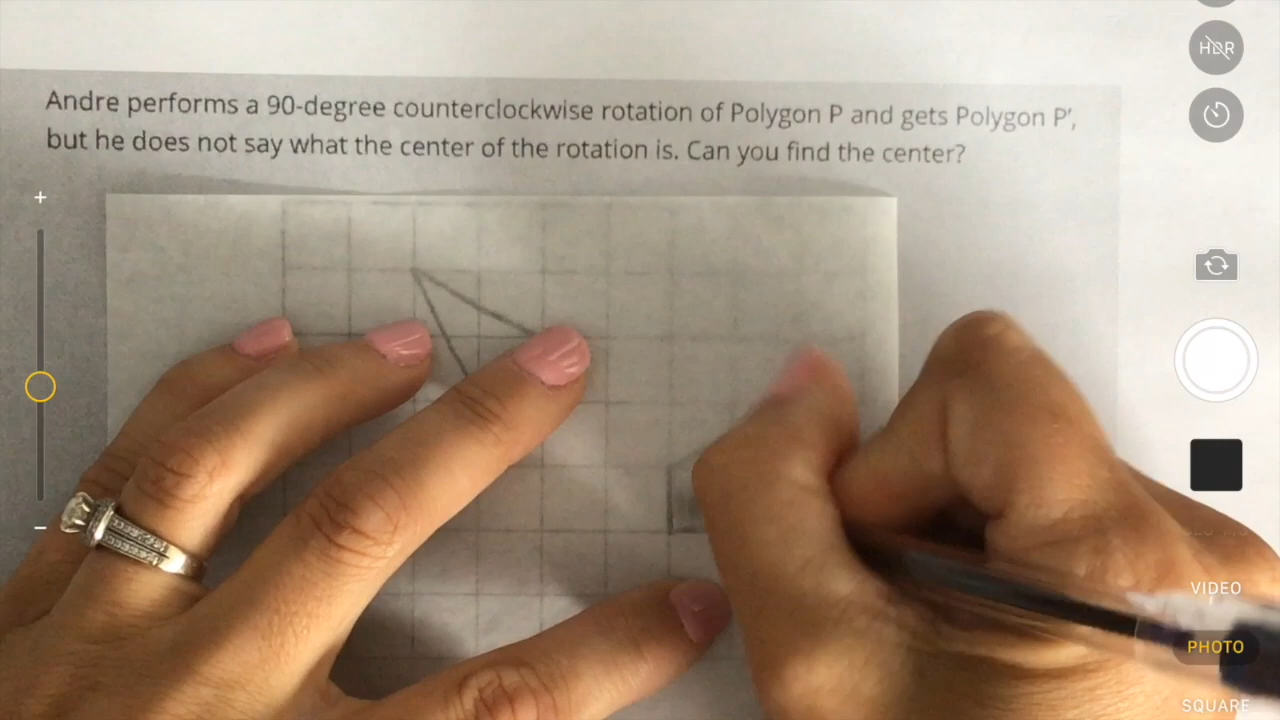 Andre performs a 90-degree counterclockwise rotation of Polygon P and gets Polygon P′,
but he does not say what the center of the rotation is. Can you find the center?
HDR
+
−
VIDEO
PHOTO
SQUARE